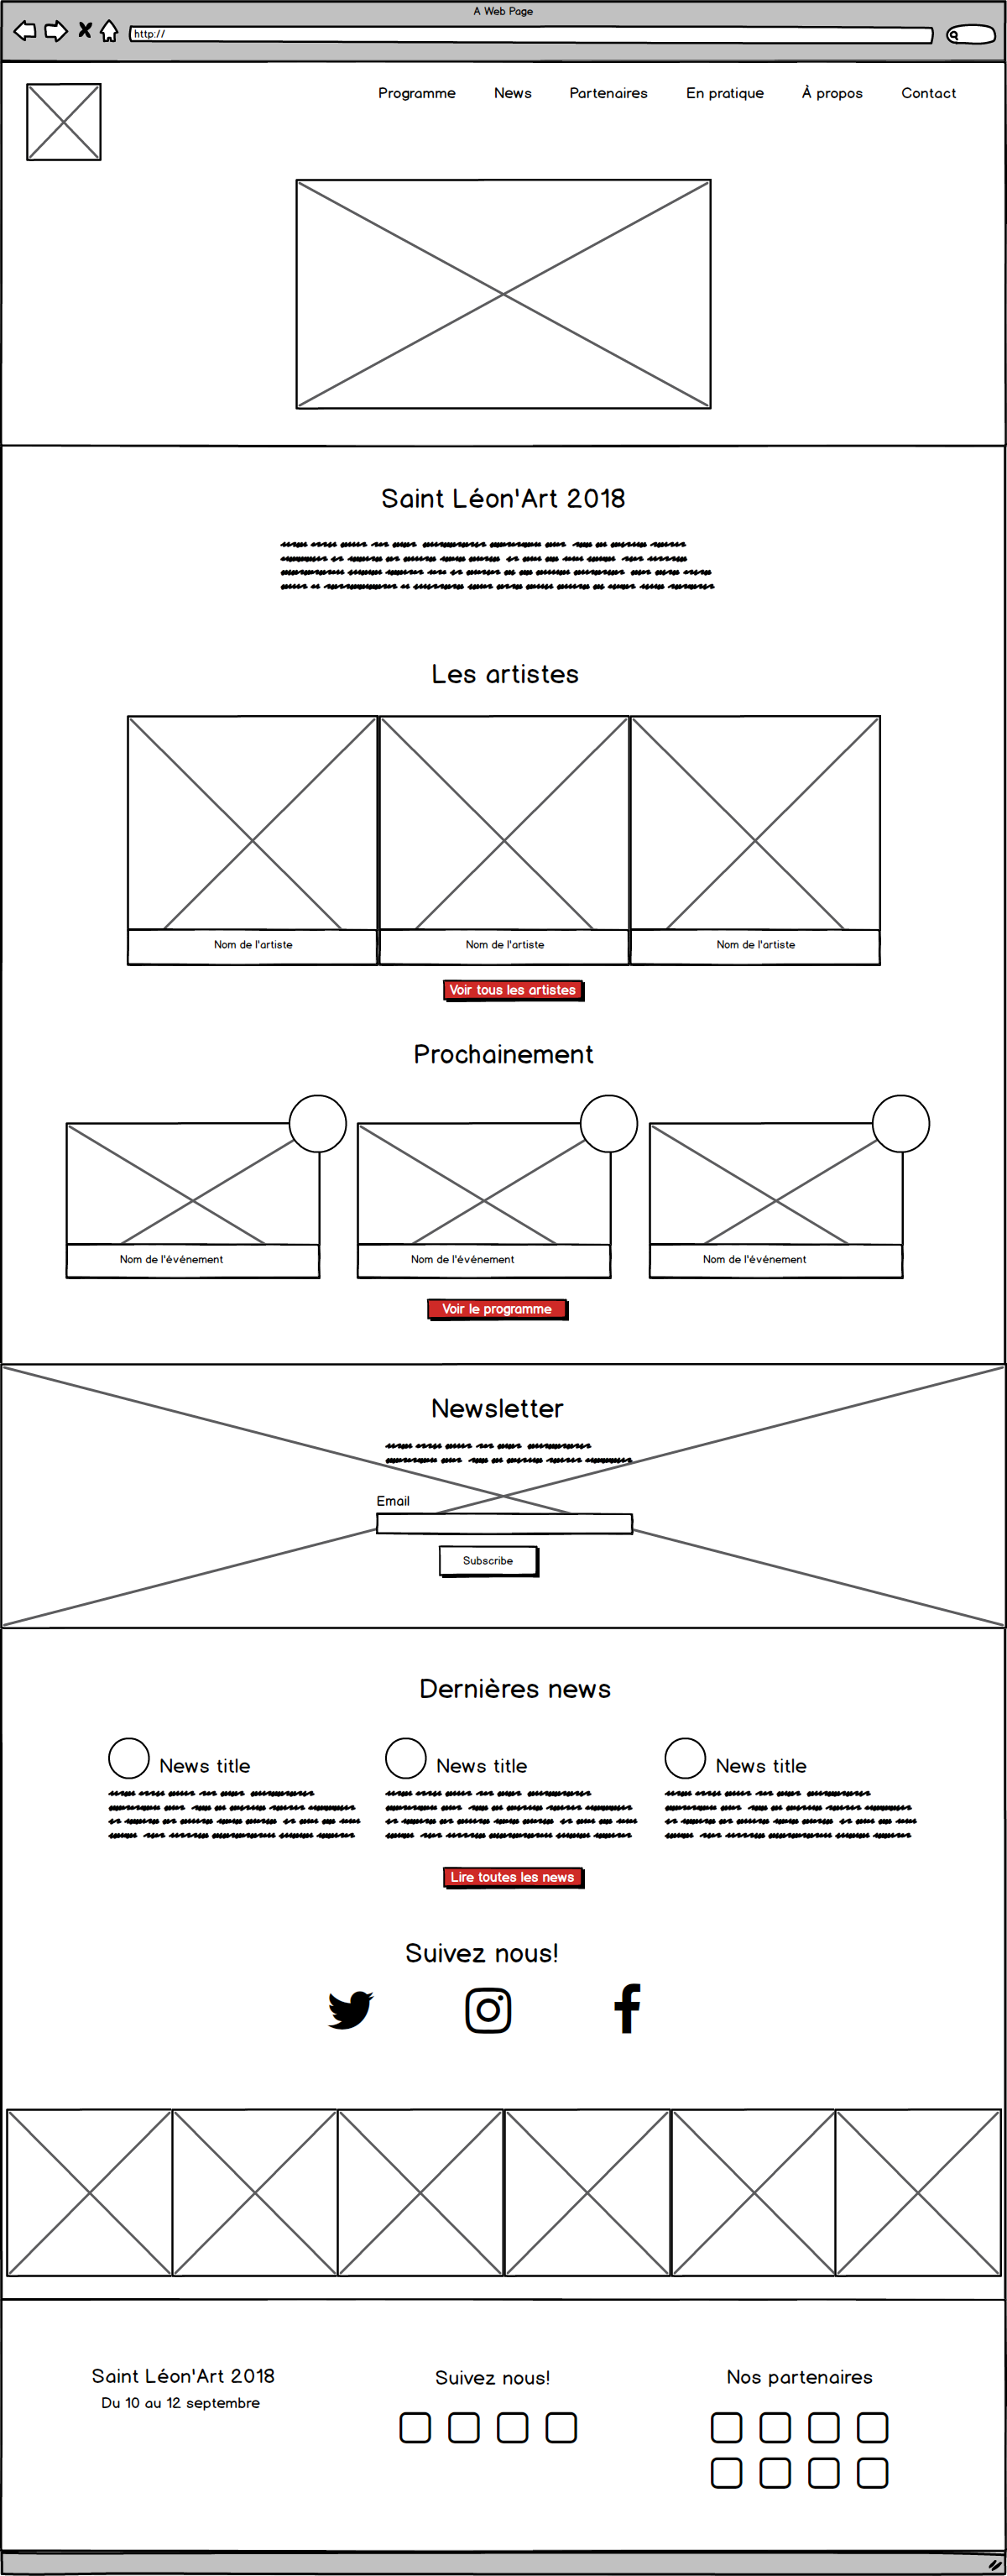 A Web Page
http://
Programme News Partenaires En pratique À propos Contact
Saint Léon'Art 2018
Les artistes
Nom de l'artiste Nom de l'artiste Nom de l'artiste
Voir tous les artistes
Prochainement
Nom de l'événement Nom de l'événement Nom de l'événement
Voir le programme
Newsletter
Email
Subscribe
Dernières news
News title News title News title
Lire toutes les news
Suivez nous!
Saint Léon'Art 2018 Suivez nous! Nos partenaires
Du 10 au 12 septembre